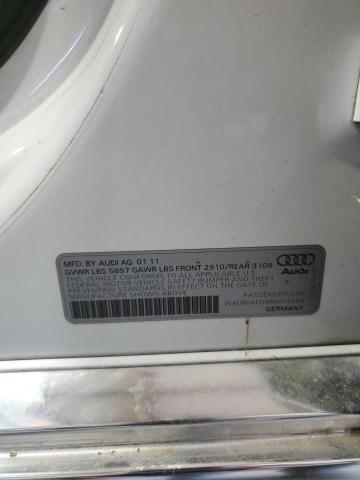 MFD. BY AUDI AG 01 11
GVWR LBS 5897 GAWR LBS FRONT 2910/REAR 3108
THIS VEHICLE CONFORMS TO ALL APPLICABLE U.S.
FEDERAL MOTOR VEHICLE SAFETY BUMPER AND THEFT
PREVENTION STANDARDS IN EFFECT ON THE DATE OF
MANUFACTURE SHOWN ABOVE.
Audi
PASSENGER CAR
GERMANY